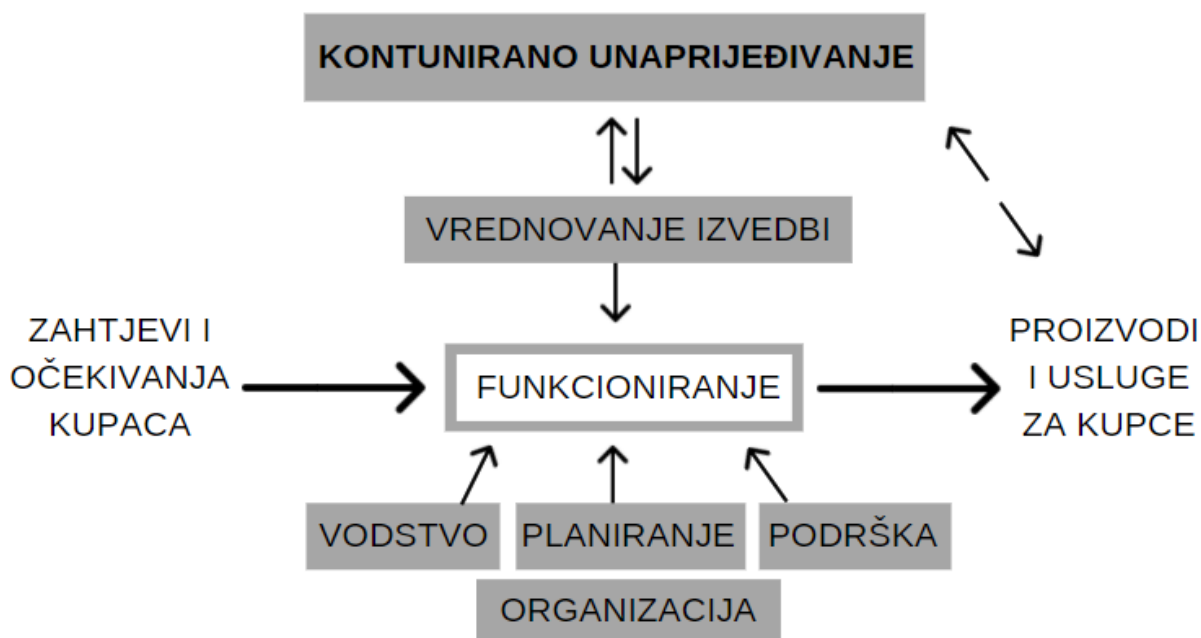 KONTUNIRANO UNAPRIJEĐIVANJE
VREDNOVANJE IZVEDBI
ZAHTJEVI I
OČEKIVANJA
KUPACA
FUNKCIONIRANJE
PROIZVODI
I USLUGE
ZA KUPCE
VODSTVO
PLANIRANJE
PODRŠKA
ORGANIZACIJA